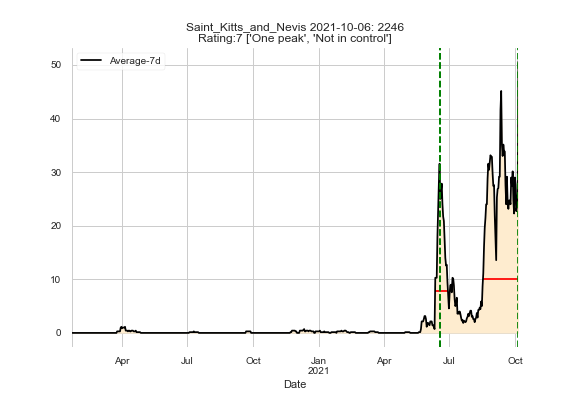 Saint_Kitts_and_Nevis 2021-10-06: 2246
Rating:7 ['One peak', 'Not in control']
Average-7d
50
40
30
20
10
0
Apr
Jul
Oct
Jan
2021
Apr
Jul
Oct
Date